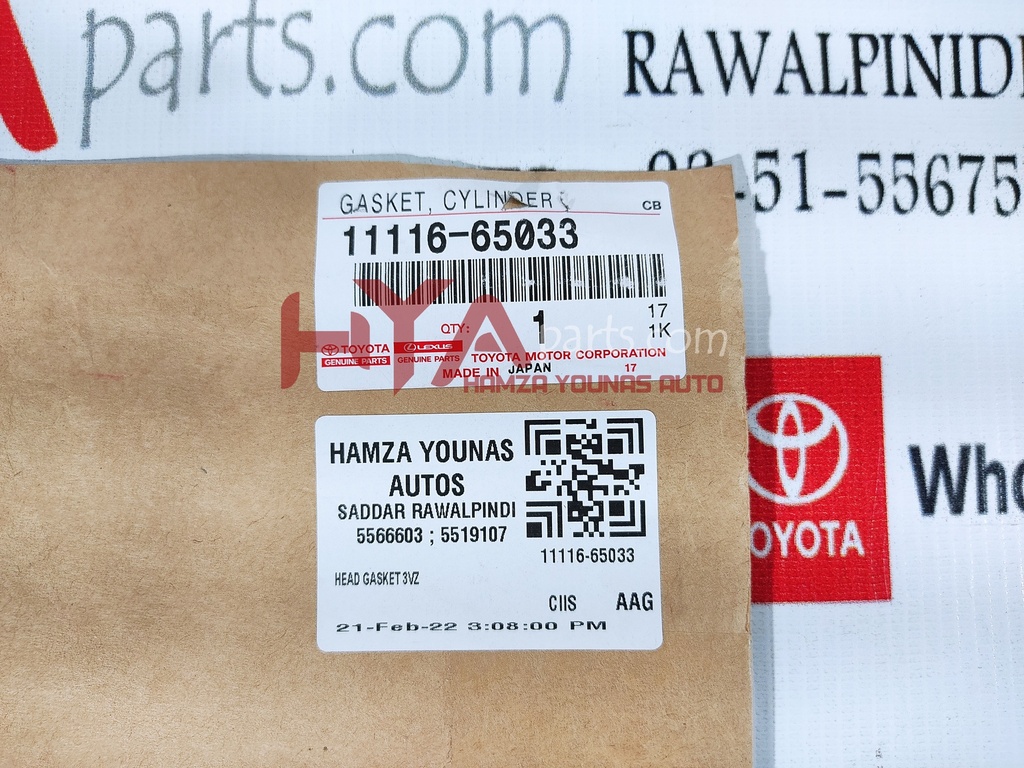 parts.com
RAWALPINIDI
-51-55675
GASKET, CYLINDER
CB
11116-65033
QTY: 1
17
1K
TOYOTA
GENUINE PARTS
LEXUS
GENUINE PARTS
TOYOTA MOTOR CORPORATION
MADE IN JAPAN 17
HYA parts.com
HAMZA YOUNAS AUTO
HAMZA YOUNAS
AUTOS
SADDAR RAWALPINDI
5566603 ; 5519107
11116-65033
HEAD GASKET 3VZ
CIIS AAG
21-Feb-22 3:08:00 PM
TOYOTA